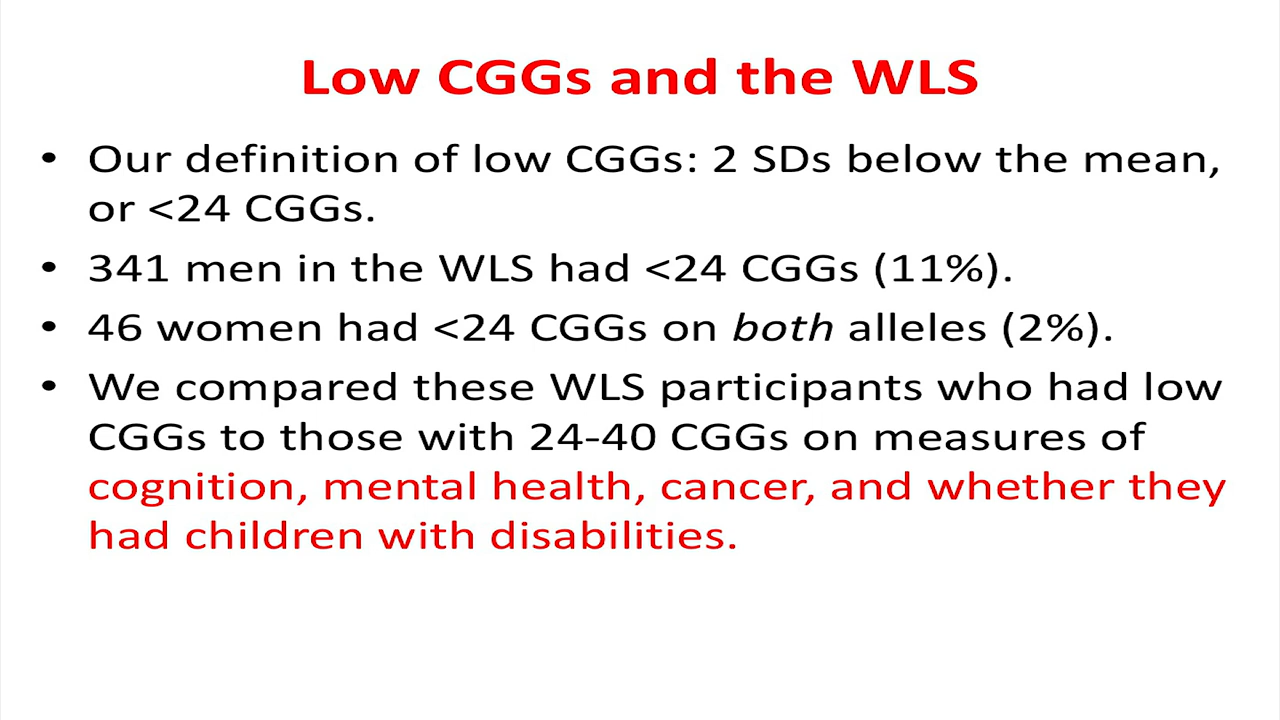 Low CGGs and the WLS
• Our definition of low CGGs: 2 SDs below the mean,
or <24 CGGs.
• 341 men in the WLS had <24 CGGs (11%).
• 46 women had <24 CGGs on both alleles (2%).
• We compared these WLS participants who had low
CGGs to those with 24-40 CGGs on measures of
cognition, mental health, cancer, and whether they
had children with disabilities.